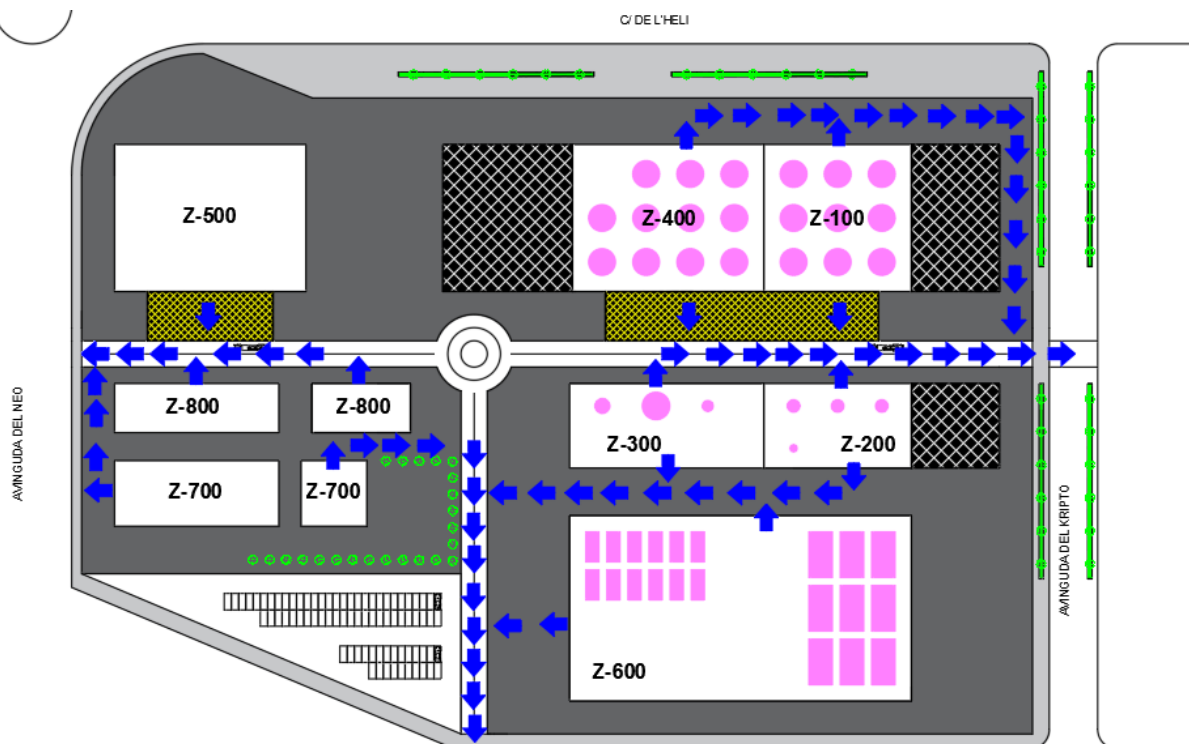 C/ DE L'HELI
Z-500
Z-400
Z-100
Z-800
Z-800
Z-300
Z-200
Z-700
Z-700
AVINGUDA DEL NEO
AVINGUDA DEL KRIPTO
Z-600